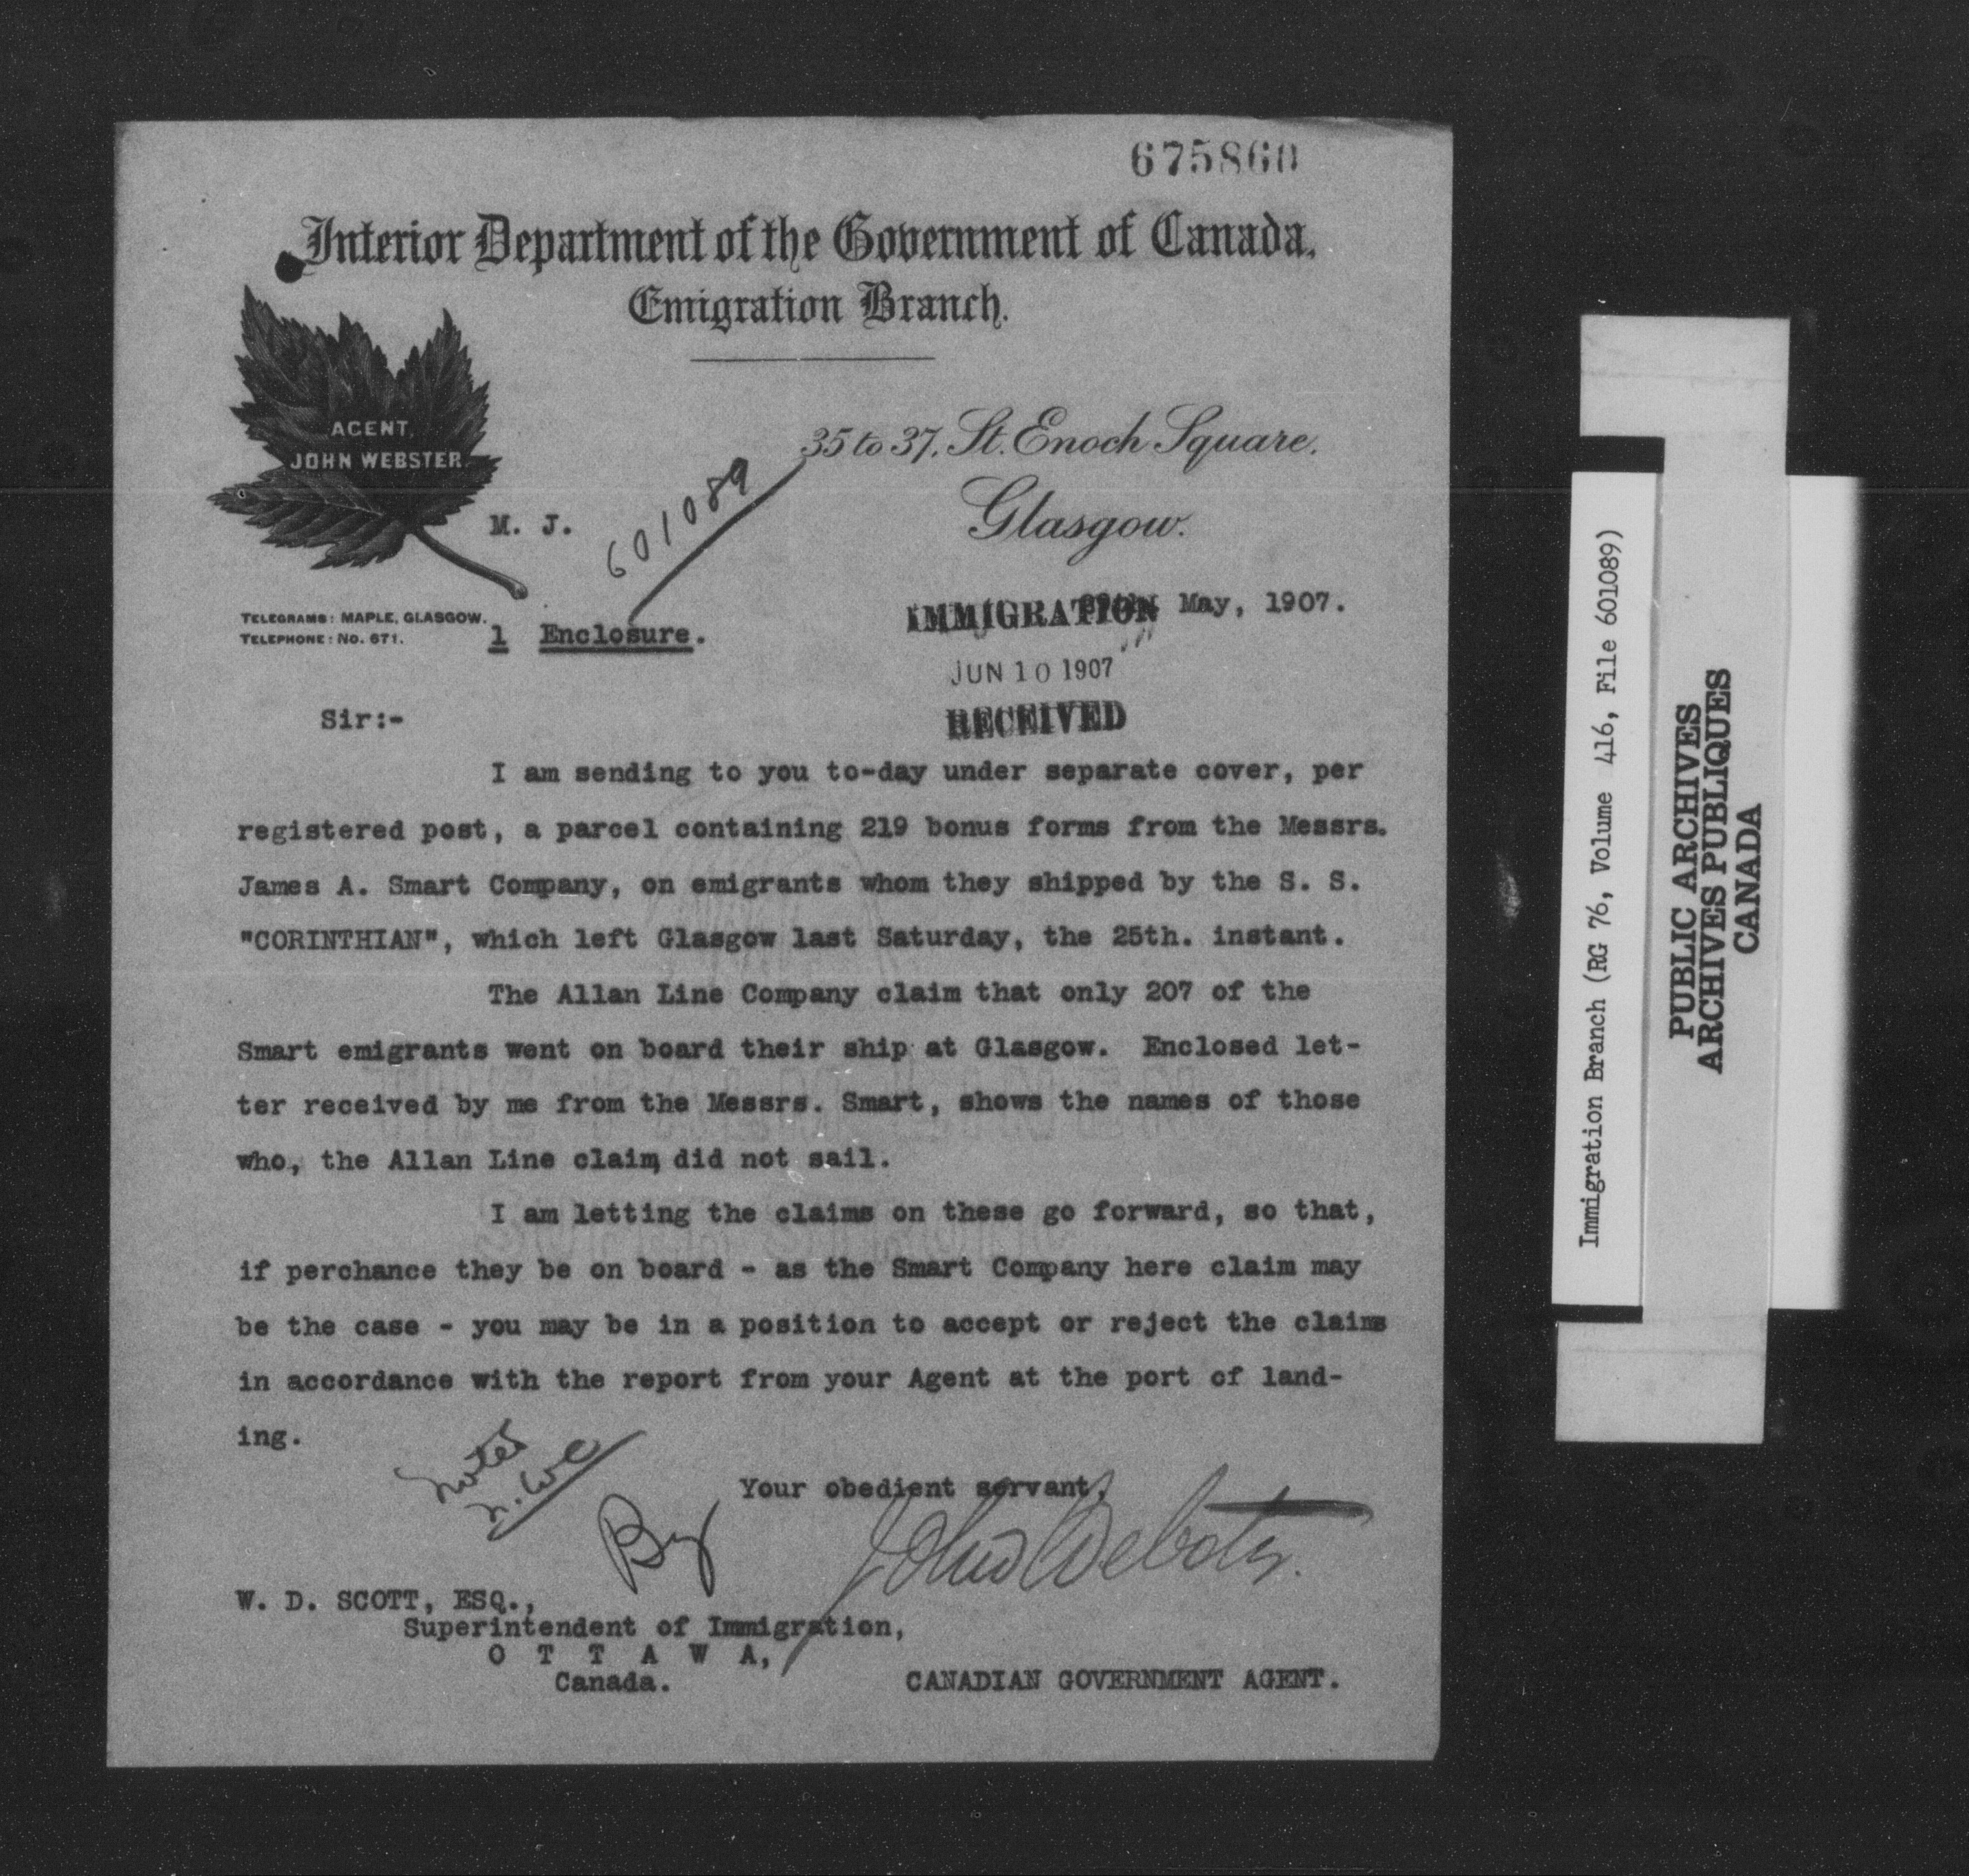 675860
Interior Department of the Government of Canada.
Emigration Branch.
AGENT,
JOHN WEBSTER.
35 to 37, St. Enoch Square.
Glasgow.
M. J.
601089
TELEGRAMS: MAPLE, GLASGOW.
TELEPHONE: No. 671.
1 Enclosure.
May, 1907.
IMMIGRATION
JUN 10 1907
RECEIVED
Sir:-
I am sending to you to-day under separate cover, per
registered post, a parcel containing 219 bonus forms from the Messrs.
James A. Smart Company, on emigrants whom they shipped by the S. S.
"CORINTHIAN", which left Glasgow last Saturday, the 25th. instant.
The Allan Line Company claim that only 207 of the
Smart emigrants went on board their ship at Glasgow. Enclosed let-
ter received by me from the Messrs. Smart, shows the names of those
who, the Allan Line claim, did not sail.
I am letting the claims on these go forward, so that,
if perchance they be on board - as the Smart Company here claim may
be the case - you may be in a position to accept or reject the claims
in accordance with the report from your Agent at the port of land-
ing.
Your obedient servant,
John Webster.
W. D. SCOTT, ESQ.,
Superintendent of Immigration,
O T T A W A,
Canada.
CANADIAN GOVERNMENT AGENT.
Immigration Branch (RG 76, Volume 416, File 601089)
PUBLIC ARCHIVES
ARCHIVES PUBLIQUES
CANADA